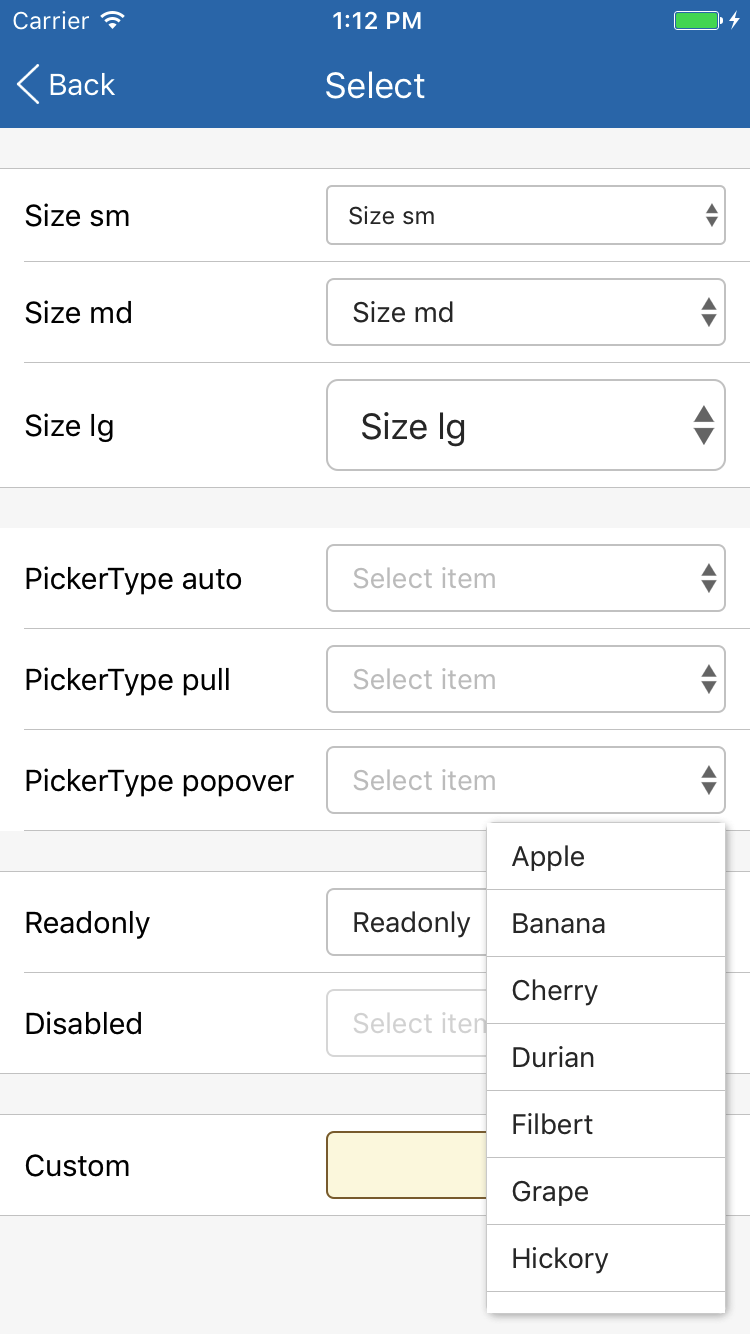 Carrier 1:12 PM
Back Select
Size sm Size sm
Size md Size md
Size lg Size lg
PickerType auto Select item
PickerType pull Select item
PickerType popover Select item
Apple
Readonly Readonly Banana
Cherry
Disabled Select item Durian
Filbert
Custom Grape
Hickory